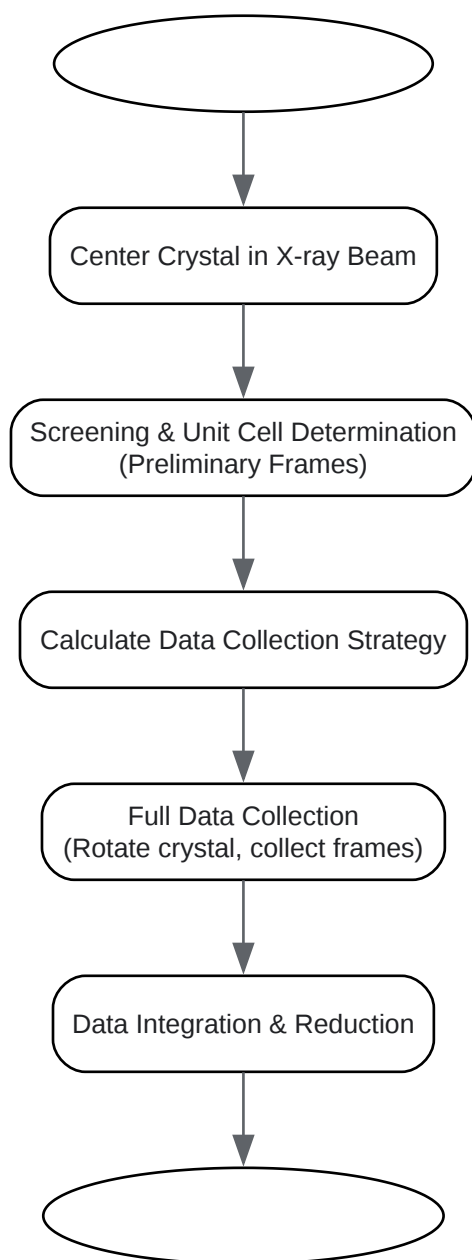 Center Crystal in X-ray Beam
Screening & Unit Cell Determination
(Preliminary Frames)
Calculate Data Collection Strategy
Full Data Collection
(Rotate crystal, collect frames)
Data Integration & Reduction